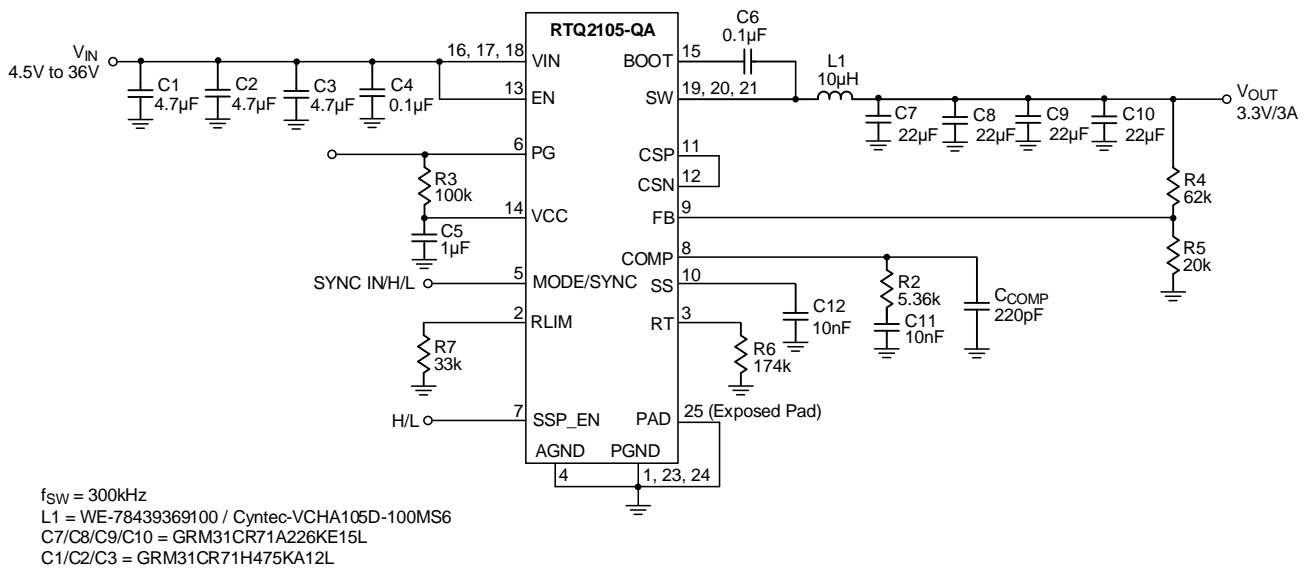 RTQ2105-QA
V_IN
4.5V to 36V
C1
4.7µF
C2
4.7µF
C3
4.7µF
C4
0.1µF
16, 17, 18
VIN
13
EN
6
PG
R3
100k
14
VCC
C5
1µF
SYNC IN/H/L
5
MODE/SYNC
2
RLIM
R7
33k
H/L
7
SSP_EN
AGND
4
PGND
1, 23, 24
BOOT
15
C6
0.1µF
SW
19, 20, 21
L1
10µH
C7
22µF
C8
22µF
C9
22µF
C10
22µF
V_OUT
3.3V/3A
CSP
11
CSN
12
FB
9
R4
62k
R5
20k
COMP
8
R2
5.36k
C11
10nF
C_COMP
220pF
SS
10
C12
10nF
RT
3
R6
174k
PAD
25 (Exposed Pad)
f_SW = 300kHz
L1 = WE-78439369100 / Cyntec-VCHA105D-100MS6
C7/C8/C9/C10 = GRM31CR71A226KE15L
C1/C2/C3 = GRM31CR71H475KA12L